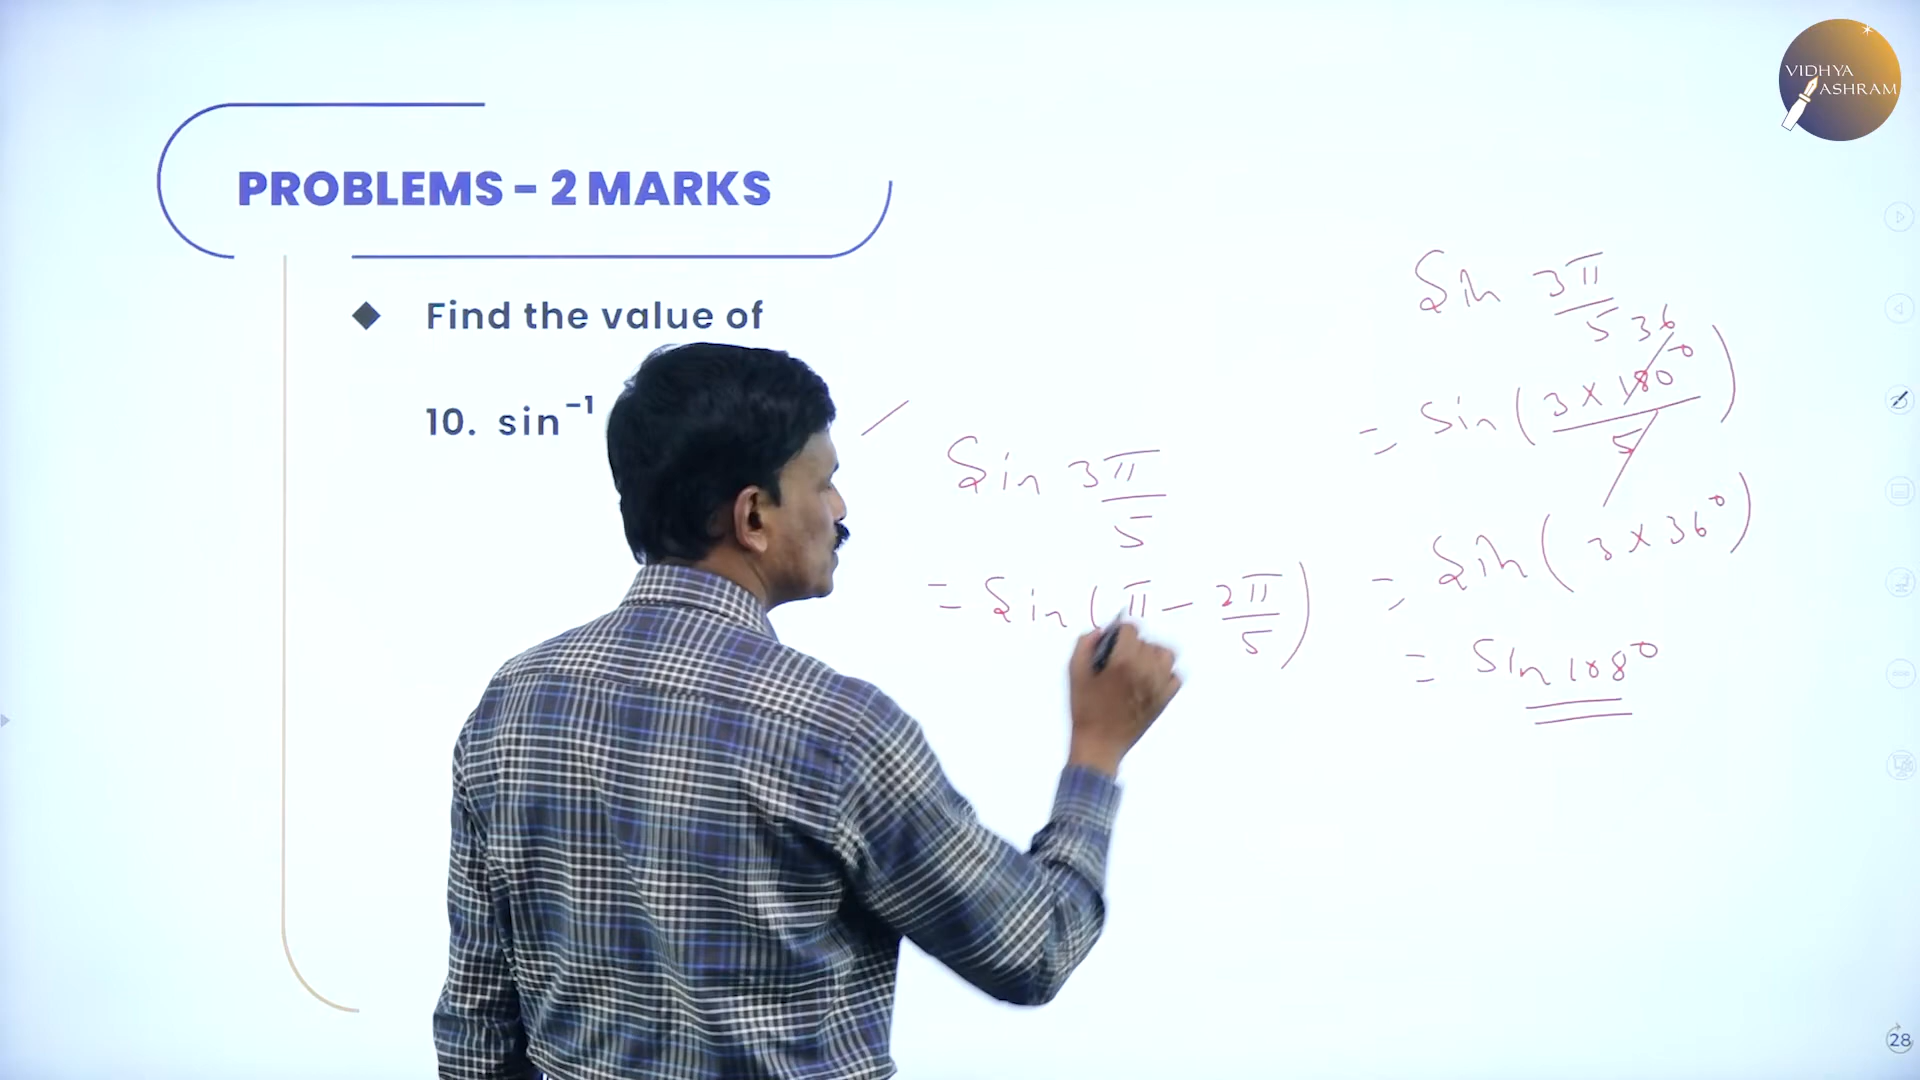 VIDHYA
ASHRAM
PROBLEMS - 2 MARKS
◆ Find the value of
10. sin⁻¹
Sin 3π/5
= Sin (π - 2π/5)
Sin 3π/5
36
= Sin (3 × 180°/5)
= Sin (3 × 36°)
= Sin 108°
28